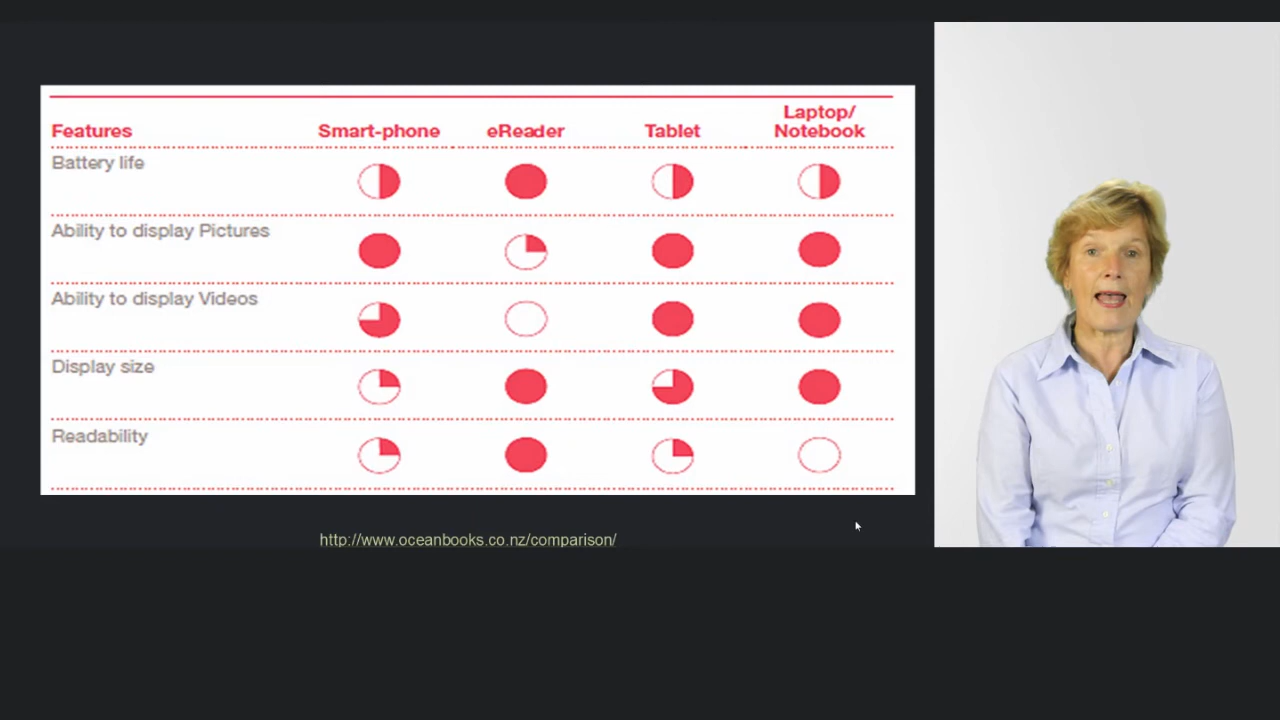 Features Smart-phone eReader Tablet Laptop/
Notebook
Battery life
Ability to display Pictures
Ability to display Videos
Display size
Readability
http://www.oceanbooks.co.nz/comparison/